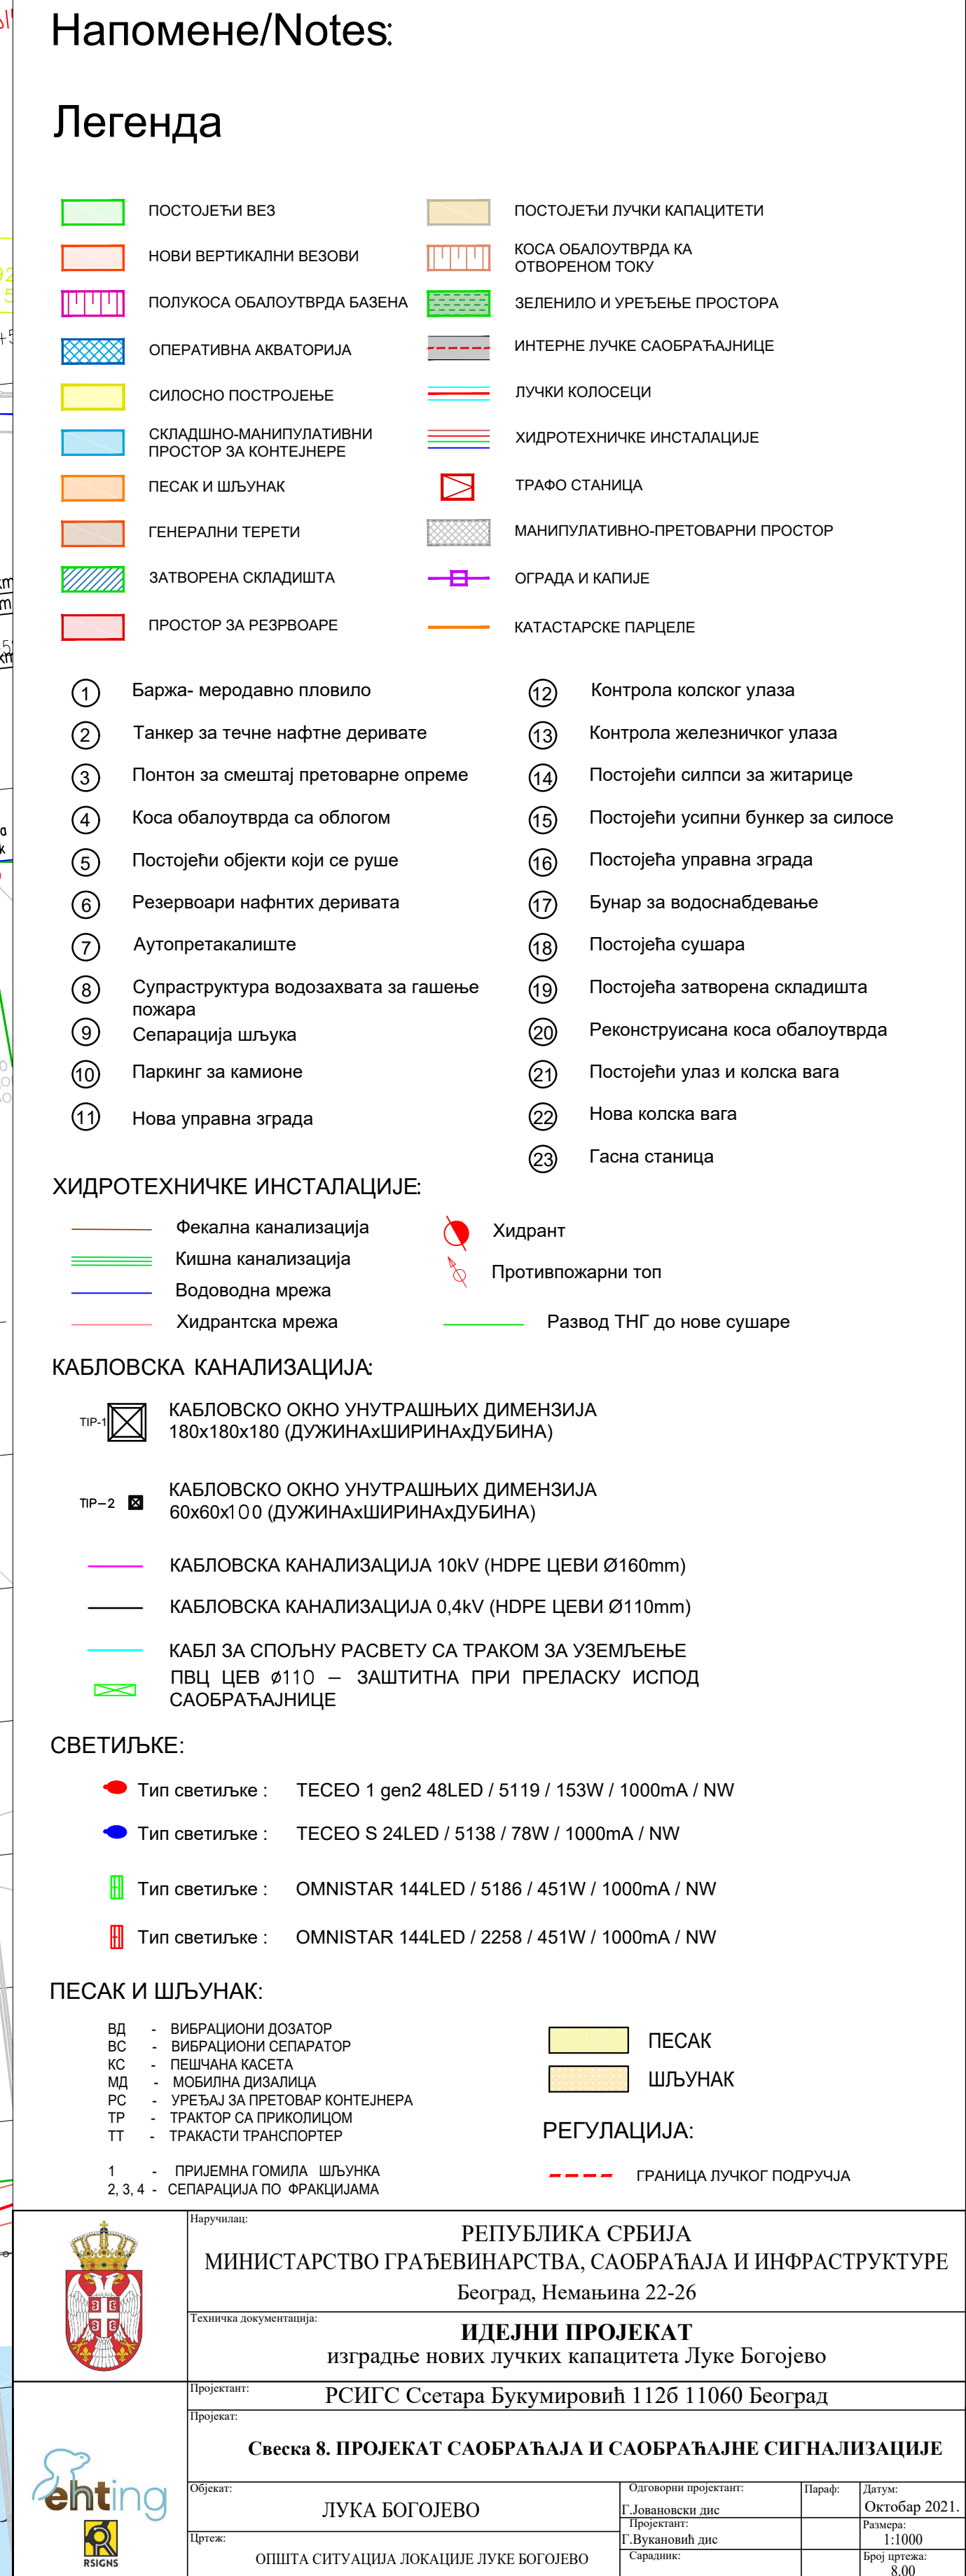 Напомене/Notes:
Легенда
ПОСТОЈЕЋИ ВЕЗ
НОВИ ВЕРТИКАЛНИ ВЕЗОВИ
ПОЛУКОСА ОБАЛОУТВРДА БАЗЕНА
ОПЕРАТИВНА АКВАТОРИЈА
СИЛОСНО ПОСТРОЈЕЊЕ
СКЛАДШНО-МАНИПУЛАТИВНИ
ПРОСТОР ЗА КОНТЕЈНЕРЕ
ПЕСАК И ШЉУНАК
ГЕНЕРАЛНИ ТЕРЕТИ
ЗАТВОРЕНА СКЛАДИШТА
ПРОСТОР ЗА РЕЗРВОАРЕ
ПОСТОЈЕЋИ ЛУЧКИ КАПАЦИТЕТИ
КОСА ОБАЛОУТВРДА КА
ОТВОРЕНОМ ТОКУ
ЗЕЛЕНИЛО И УРЕЂЕЊЕ ПРОСТОРА
ИНТЕРНЕ ЛУЧКЕ САОБРАЋАЈНИЦЕ
ЛУЧКИ КОЛОСЕЦИ
ХИДРОТЕХНИЧКЕ ИНСТАЛАЦИЈЕ
ТРАФО СТАНИЦА
МАНИПУЛАТИВНО-ПРЕТОВАРНИ ПРОСТОР
ОГРАДА И КАПИЈЕ
КАТАСТАРСКЕ ПАРЦЕЛЕ
1 Баржа- меродавно пловило
2 Танкер за течне нафтне деривате
3 Понтон за смештај претоварне опреме
4 Коса обалоутврда са облогом
5 Постојећи објекти који се руше
6 Резервоари нафнтих деривата
7 Аутопретакалиште
8 Супраструктура водозахвата за гашење
пожара
9 Сепарација шљука
10 Паркинг за камионе
11 Нова управна зграда
12 Контрола колског улаза
13 Контрола железничког улаза
14 Постојећи силпси за житарице
15 Постојећи усипни бункер за силосе
16 Постојећа управна зграда
17 Бунар за водоснабдевање
18 Постојећа сушара
19 Постојећа затворена складишта
20 Реконструисана коса обалоутврда
21 Постојећи улаз и колска вага
22 Нова колска вага
23 Гасна станица
ХИДРОТЕХНИЧКЕ ИНСТАЛАЦИЈЕ:
Фекална канализација
Кишна канализација
Водоводна мрежа
Хидрантска мрежа
Хидрант
Противпожарни топ
Развод ТНГ до нове сушаре
КАБЛОВСКА КАНАЛИЗАЦИЈА:
TIP-1 КАБЛОВСКО ОКНО УНУТРАШЊИХ ДИМЕНЗИЈА
180x180x180 (ДУЖИНАxШИРИНАxДУБИНА)
TIP-2 КАБЛОВСКО ОКНО УНУТРАШЊИХ ДИМЕНЗИЈА
60x60x100 (ДУЖИНАxШИРИНАxДУБИНА)
КАБЛОВСКА КАНАЛИЗАЦИЈА 10kV (HDPE ЦЕВИ Ø160mm)
КАБЛОВСКА КАНАЛИЗАЦИЈА 0,4kV (HDPE ЦЕВИ Ø110mm)
КАБЛ ЗА СПОЉНУ РАСВЕТУ СА ТРАКОМ ЗА УЗЕМЉЕЊЕ
ПВЦ ЦЕВ ø110 – ЗАШТИТНА ПРИ ПРЕЛАСКУ ИСПОД
САОБРАЋАЈНИЦЕ
СВЕТИЉКЕ:
Тип светиљке : TECEO 1 gen2 48LED / 5119 / 153W / 1000mA / NW
Тип светиљке : TECEO S 24LED / 5138 / 78W / 1000mA / NW
Тип светиљке : OMNISTAR 144LED / 5186 / 451W / 1000mA / NW
Тип светиљке : OMNISTAR 144LED / 2258 / 451W / 1000mA / NW
ПЕСАК И ШЉУНАК:
ВД - ВИБРАЦИОНИ ДОЗАТОР
ВС - ВИБРАЦИОНИ СЕПАРАТОР
КС - ПЕШЧАНА КАСЕТА
МД - МОБИЛНА ДИЗАЛИЦА
РС - УРЕЂАЈ ЗА ПРЕТОВАР КОНТЕЈНЕРА
ТР - ТРАКТОР СА ПРИКОЛИЦОМ
ТТ - ТРАКАСТИ ТРАНСПОРТЕР
1 - ПРИЈЕМНА ГОМИЛА ШЉУНКА
2, 3, 4 - СЕПАРАЦИЈА ПО ФРАКЦИЈАМА
ПЕСАК
ШЉУНАК
РЕГУЛАЦИЈА:
ГРАНИЦА ЛУЧКОГ ПОДРУЧЈА
Наручилац:
РЕПУБЛИКА СРБИЈА
МИНИСТАРСТВО ГРАЂЕВИНАРСТВА, САОБРАЋАЈА И ИНФРАСТРУКТУРЕ
Београд, Немањина 22-26
Техничка документација:
ИДЕЈНИ ПРОЈЕКАТ
изградње нових лучких капацитета Луке Богојево
Пројектант:
РСИГС Ссетара Букумировић 112б 11060 Београд
Пројекат:
Свеска 8. ПРОЈЕКАТ САОБРАЋАЈА И САОБРАЋАЈНЕ СИГНАЛИЗАЦИЈЕ
ehting
RSIGNS
Објекат:
ЛУКА БОГОЈЕВО
Цртеж:
ОПШТА СИТУАЦИЈА ЛОКАЦИЈЕ ЛУКЕ БОГОЈЕВО
Одговорни пројектант:
Г.Јовановски дис
Пројектант:
Г.Вукановић дис
Сарадник:
Параф:
Датум:
Октобар 2021.
Размера:
1:1000
Број цртежа:
8.00